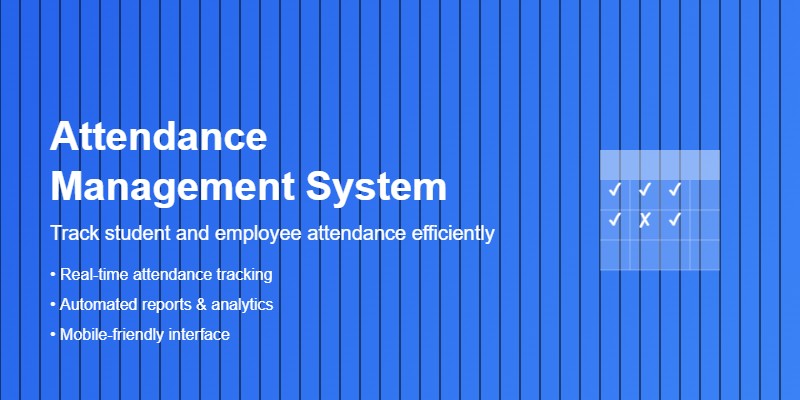 Attendance
Management System
Track student and employee attendance efficiently
• Real-time attendance tracking
• Automated reports & analytics
• Mobile-friendly interface
✓ ✓ ✓
✓ ✗ ✓